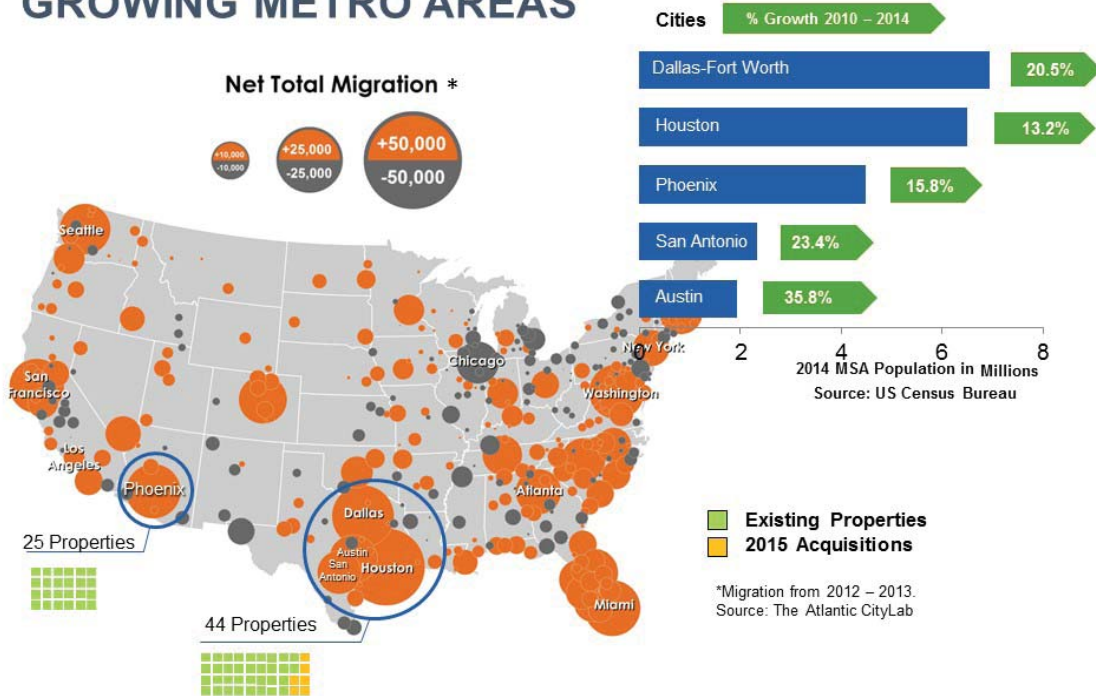 GROWING METRO AREAS
Cities
% Growth 2010 – 2014
Dallas-Fort Worth
20.5%
Houston
13.2%
Phoenix
15.8%
San Antonio
23.4%
Austin
35.8%
0 2 4 6 8
2014 MSA Population in Millions
Source: US Census Bureau
Net Total Migration *
+10,000
-10,000
+25,000
-25,000
+50,000
-50,000
Seattle
San
Francisco
Los
Angeles
Phoenix
Chicago
New York
Washington
Atlanta
Dallas
Austin
San
Antonio
Houston
Miami
25 Properties
44 Properties
Existing Properties
2015 Acquisitions
*Migration from 2012 – 2013.
Source: The Atlantic CityLab